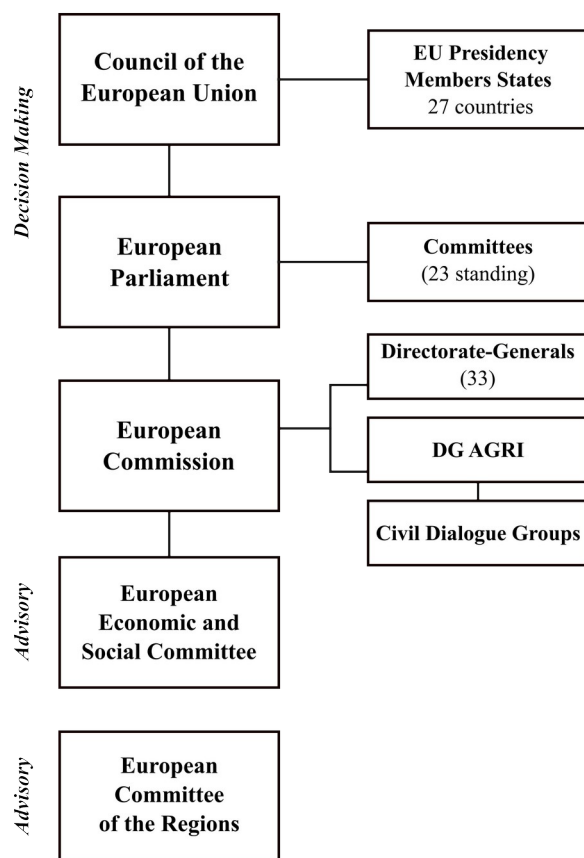 Decision Making
Council of the
European Union
EU Presidency
Members States
27 countries
European
Parliament
Committees
(23 standing)
European
Commission
Directorate-Generals
(33)
DG AGRI
Civil Dialogue Groups
Advisory
European
Economic and
Social Committee
Advisory
European
Committee
of the Regions